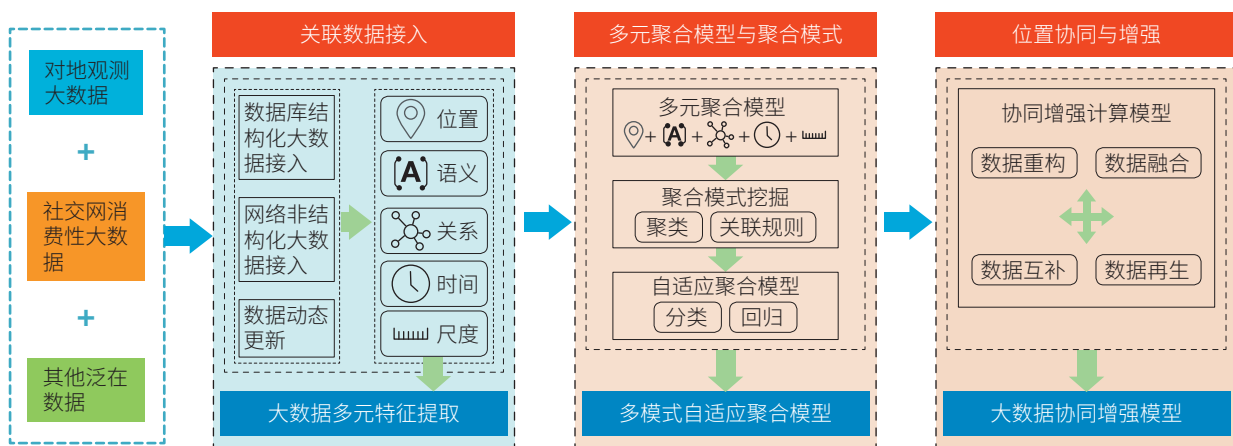 对地观测
大数据
+
社交网消
费性大数
据
+
其他泛在
数据
关联数据接入
数据库结
构化大数
据接入
网络非结
构化大数
据接入
数据动态
更新
位置
[A] 语义
关系
时间
尺度
大数据多元特征提取
多元聚合模型与聚合模式
多元聚合模型
+ [A] + + +
聚合模式挖掘
聚类 关联规则
自适应聚合模型
分类 回归
多模式自适应聚合模型
位置协同与增强
协同增强计算模型
数据重构 数据融合
数据互补 数据再生
大数据协同增强模型